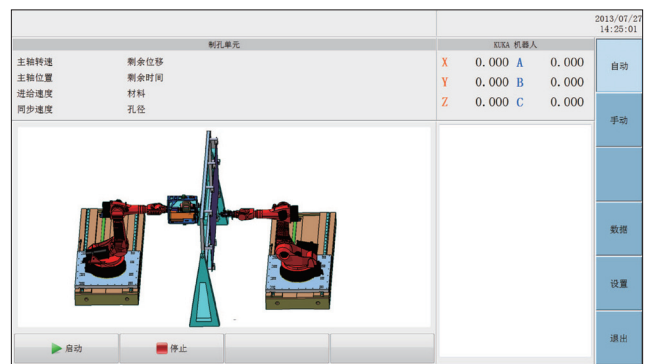 2013/07/27
14:25:01
制孔单元
KUKA 机器人
主轴转速 剩余位移
主轴位置 剩余时间
进给速度 材料
同步速度 孔径
X 0.000 A 0.000
Y 0.000 B 0.000
Z 0.000 C 0.000
自动
手动
数据
设置
退出
启动
停止